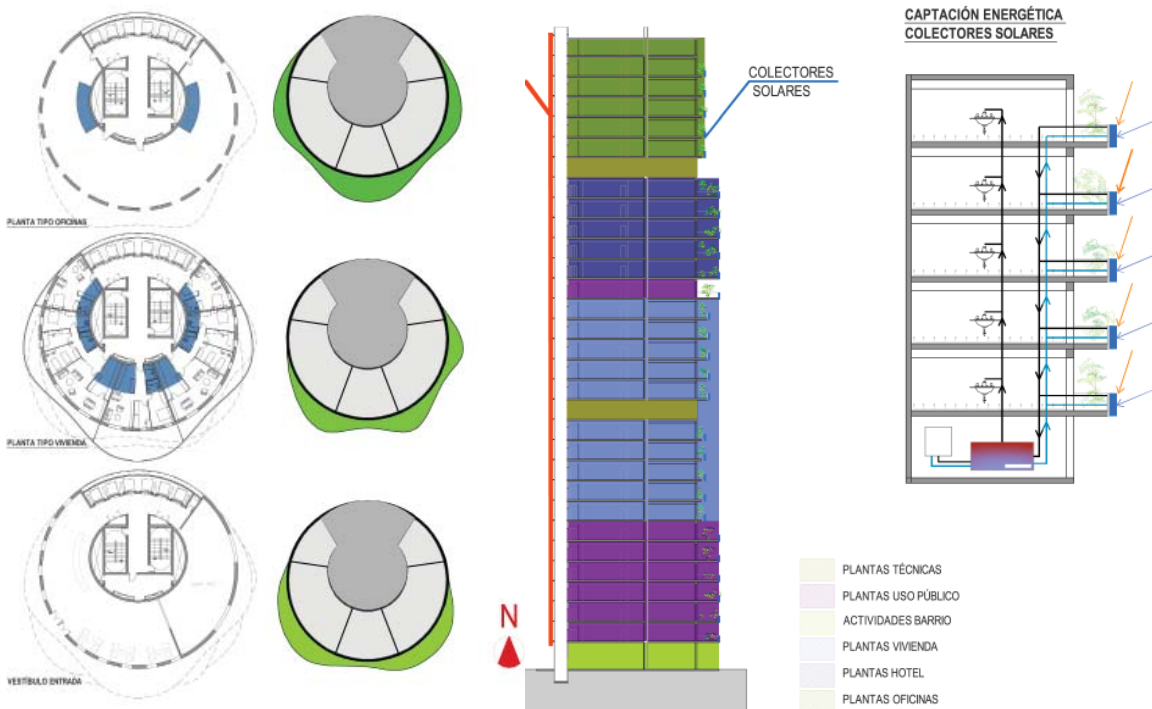 PLANTA TIPO OFICINAS
PLANTA TIPO VIVIENDA
VESTÍBULO ENTRADA
N
COLECTORES
SOLARES
CAPTACIÓN ENERGÉTICA
COLECTORES SOLARES
PLANTAS TÉCNICAS
PLANTAS USO PÚBLICO
ACTIVIDADES BARRIO
PLANTAS VIVIENDA
PLANTAS HOTEL
PLANTAS OFICINAS